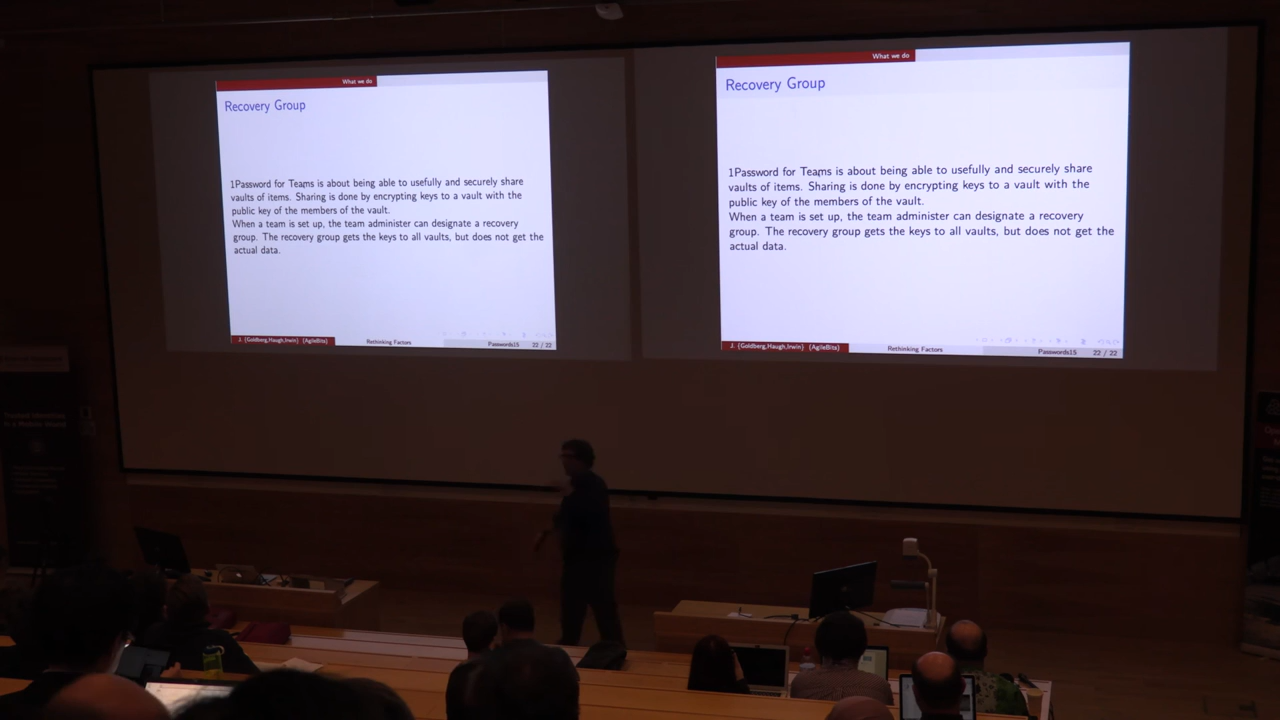 What we do
Recovery Group
1Password for Teams is about being able to usefully and securely share
vaults of items. Sharing is done by encrypting keys to a vault with the
public key of the members of the vault.
When a team is set up, the team administer can designate a recovery
group. The recovery group gets the keys to all vaults, but does not get the
actual data.
J. {Goldberg,Haugh,Irwin} (AgileBits) Rethinking Factors Passwords15 22 / 22
What we do
Recovery Group
1Password for Teams is about being able to usefully and securely share
vaults of items. Sharing is done by encrypting keys to a vault with the
public key of the members of the vault.
When a team is set up, the team administer can designate a recovery
group. The recovery group gets the keys to all vaults, but does not get the
actual data.
J. {Goldberg,Haugh,Irwin} (AgileBits) Rethinking Factors Passwords15 22 / 22